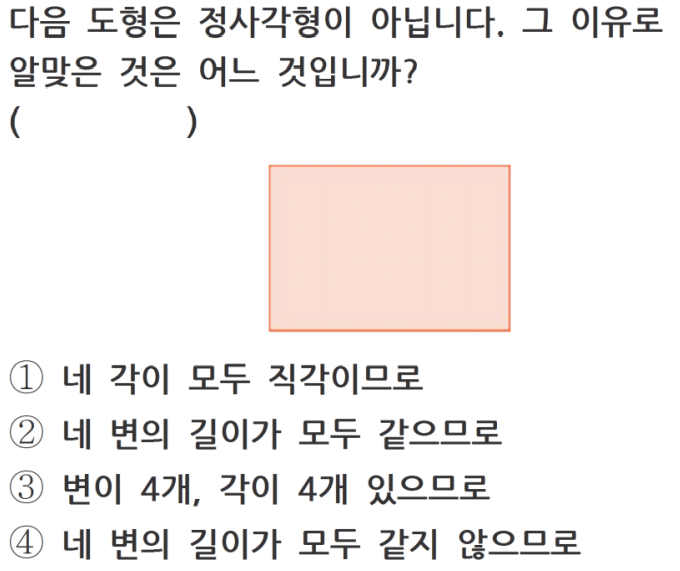 다음 도형은 정사각형이 아닙니다. 그 이유로
알맞은 것은 어느 것입니까?
(                )
① 네 각이 모두 직각이므로
② 네 변의 길이가 모두 같으므로
③ 변이 4개, 각이 4개 있으므로
④ 네 변의 길이가 모두 같지 않으므로